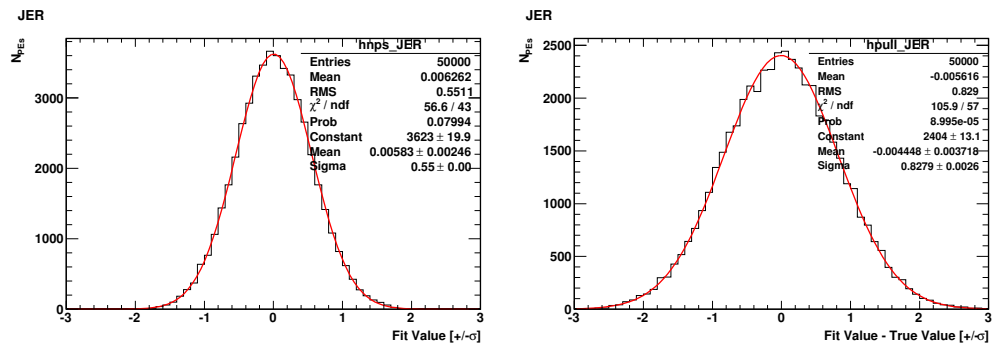 JER
N_PEs
hnps_JER
Entries 50000
Mean 0.006262
RMS 0.5511
χ² / ndf 56.6 / 43
Prob 0.07994
Constant 3623 ± 19.9
Mean 0.00583 ± 0.00246
Sigma 0.55 ± 0.00
3000
2000
1000
0
-3 -2 -1 0 1 2 3
Fit Value [+/-σ]
JER
N_PEs
hpull_JER
Entries 50000
Mean -0.005616
RMS 0.829
χ² / ndf 105.9 / 57
Prob 8.995e-05
Constant 2404 ± 13.1
Mean -0.004448 ± 0.003718
Sigma 0.8279 ± 0.0026
2500
2000
1500
1000
500
0
-3 -2 -1 0 1 2 3
Fit Value - True Value [+/-σ]